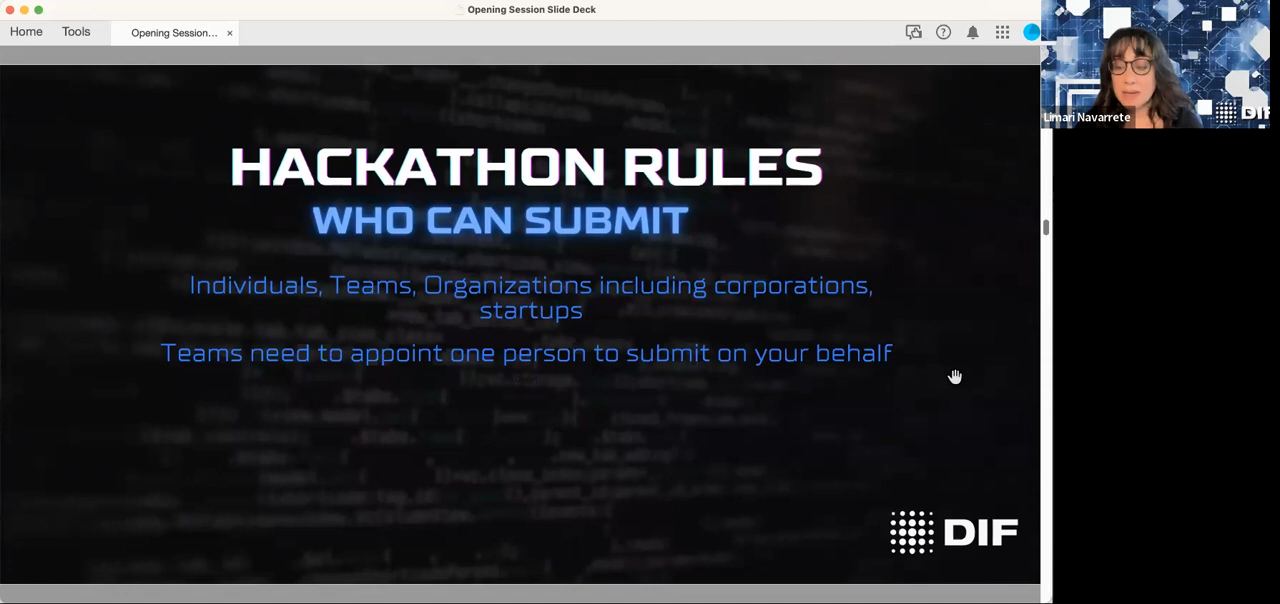 Opening Session Slide Deck
Home
Tools
Opening Session...
HACKATHON RULES
WHO CAN SUBMIT
Individuals, Teams, Organizations including corporations,
startups
Teams need to appoint one person to submit on your behalf
DIF
Limari Navarrete
DIF